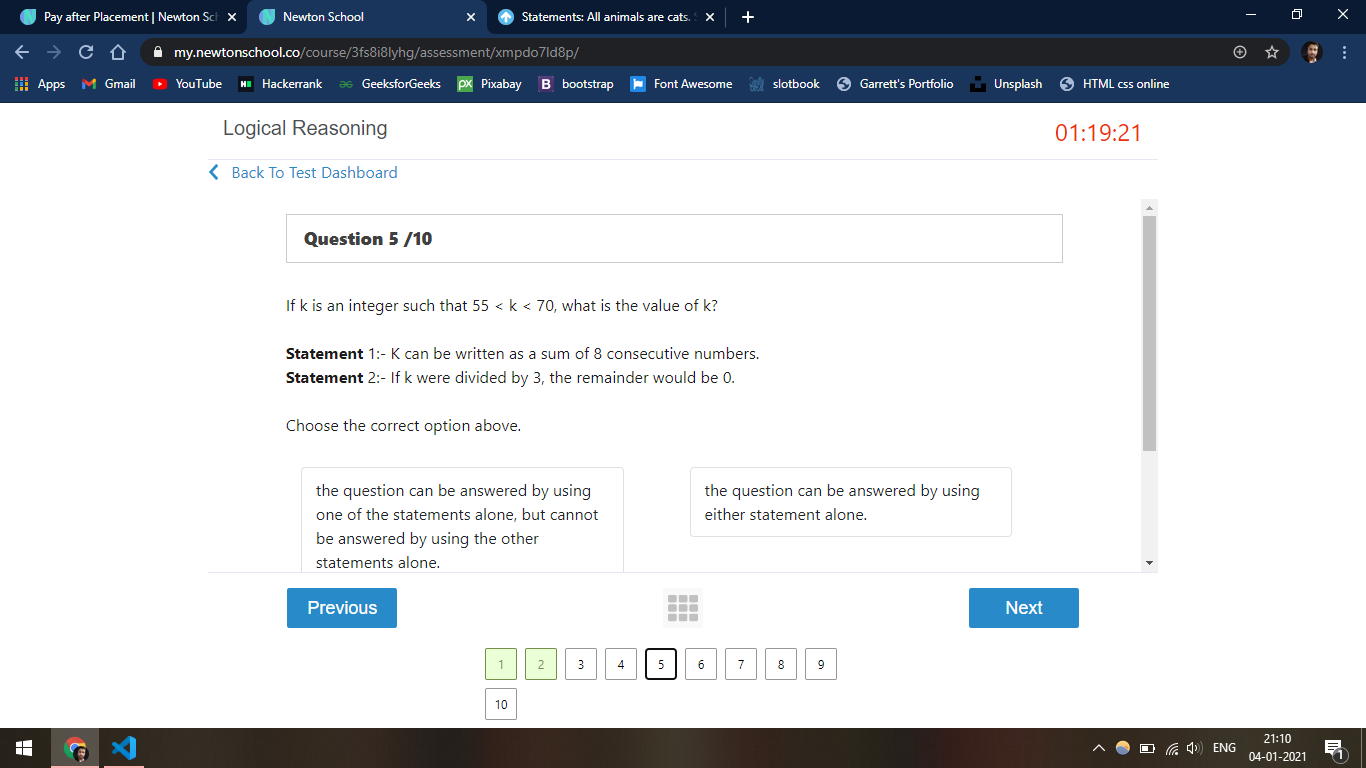 Pay after Placement | Newton Sch
Newton School
Statements: All animals are cats.
my.newtonschool.co/course/3fs8i8lyhg/assessment/xmpdo7ld8p/
Apps Gmail YouTube Hackerrank GeeksforGeeks Pixabay bootstrap Font Awesome slotbook Garrett's Portfolio Unsplash HTML css online
Logical Reasoning
01:19:21
Back To Test Dashboard
Question 5 /10
If k is an integer such that 55 < k < 70, what is the value of k?
Statement 1:- K can be written as a sum of 8 consecutive numbers.
Statement 2:- If k were divided by 3, the remainder would be 0.
Choose the correct option above.
the question can be answered by using
one of the statements alone, but cannot
be answered by using the other
statements alone.
the question can be answered by using
either statement alone.
Previous
Next
1 2 3 4 5 6 7 8 9
10
ENG
21:10
04-01-2021
1